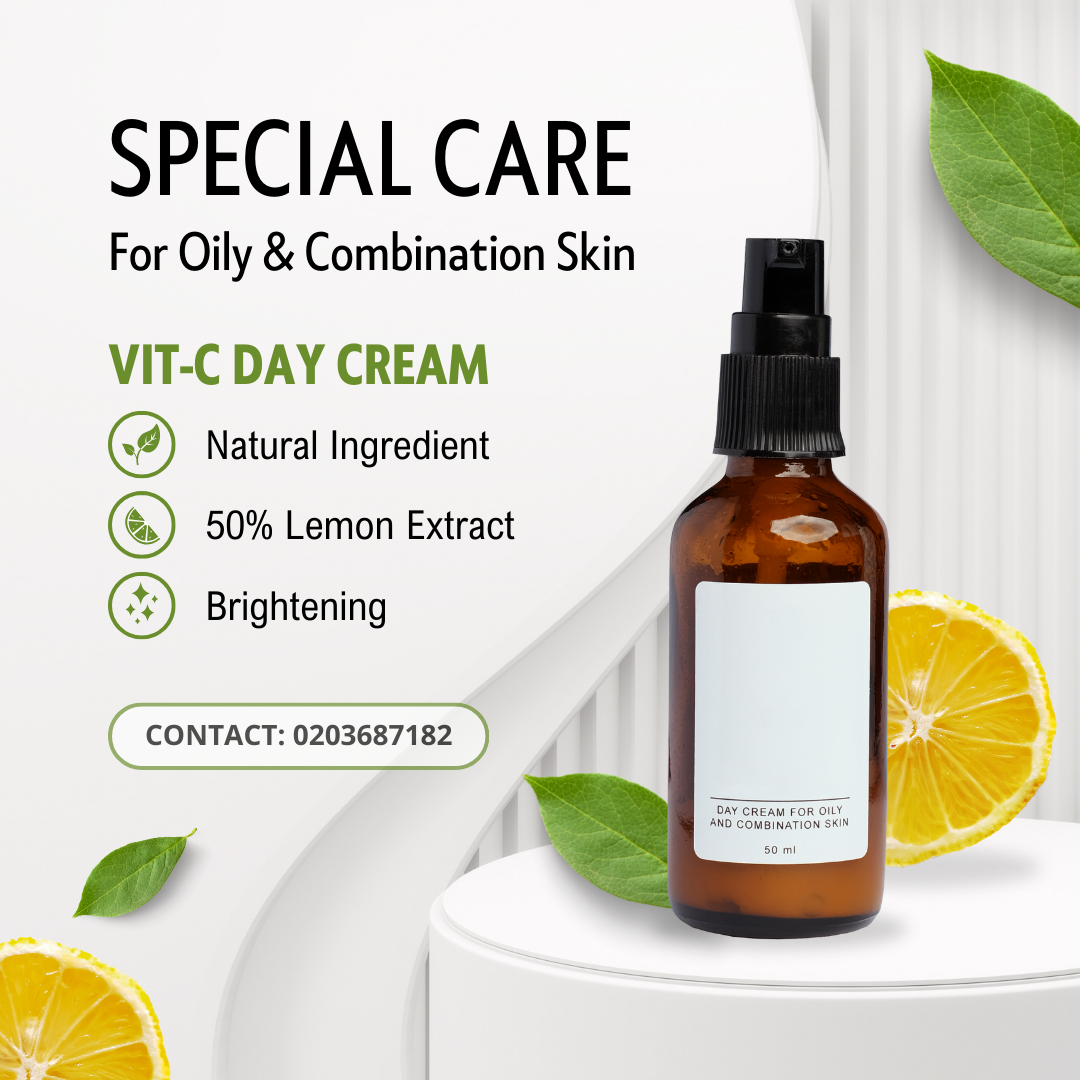 SPECIAL CARE
For Oily & Combination Skin
VIT-C DAY CREAM
Natural Ingredient
50% Lemon Extract
Brightening
CONTACT: 0203687182
DAY CREAM FOR OILY
AND COMBINATION SKIN
50 ml